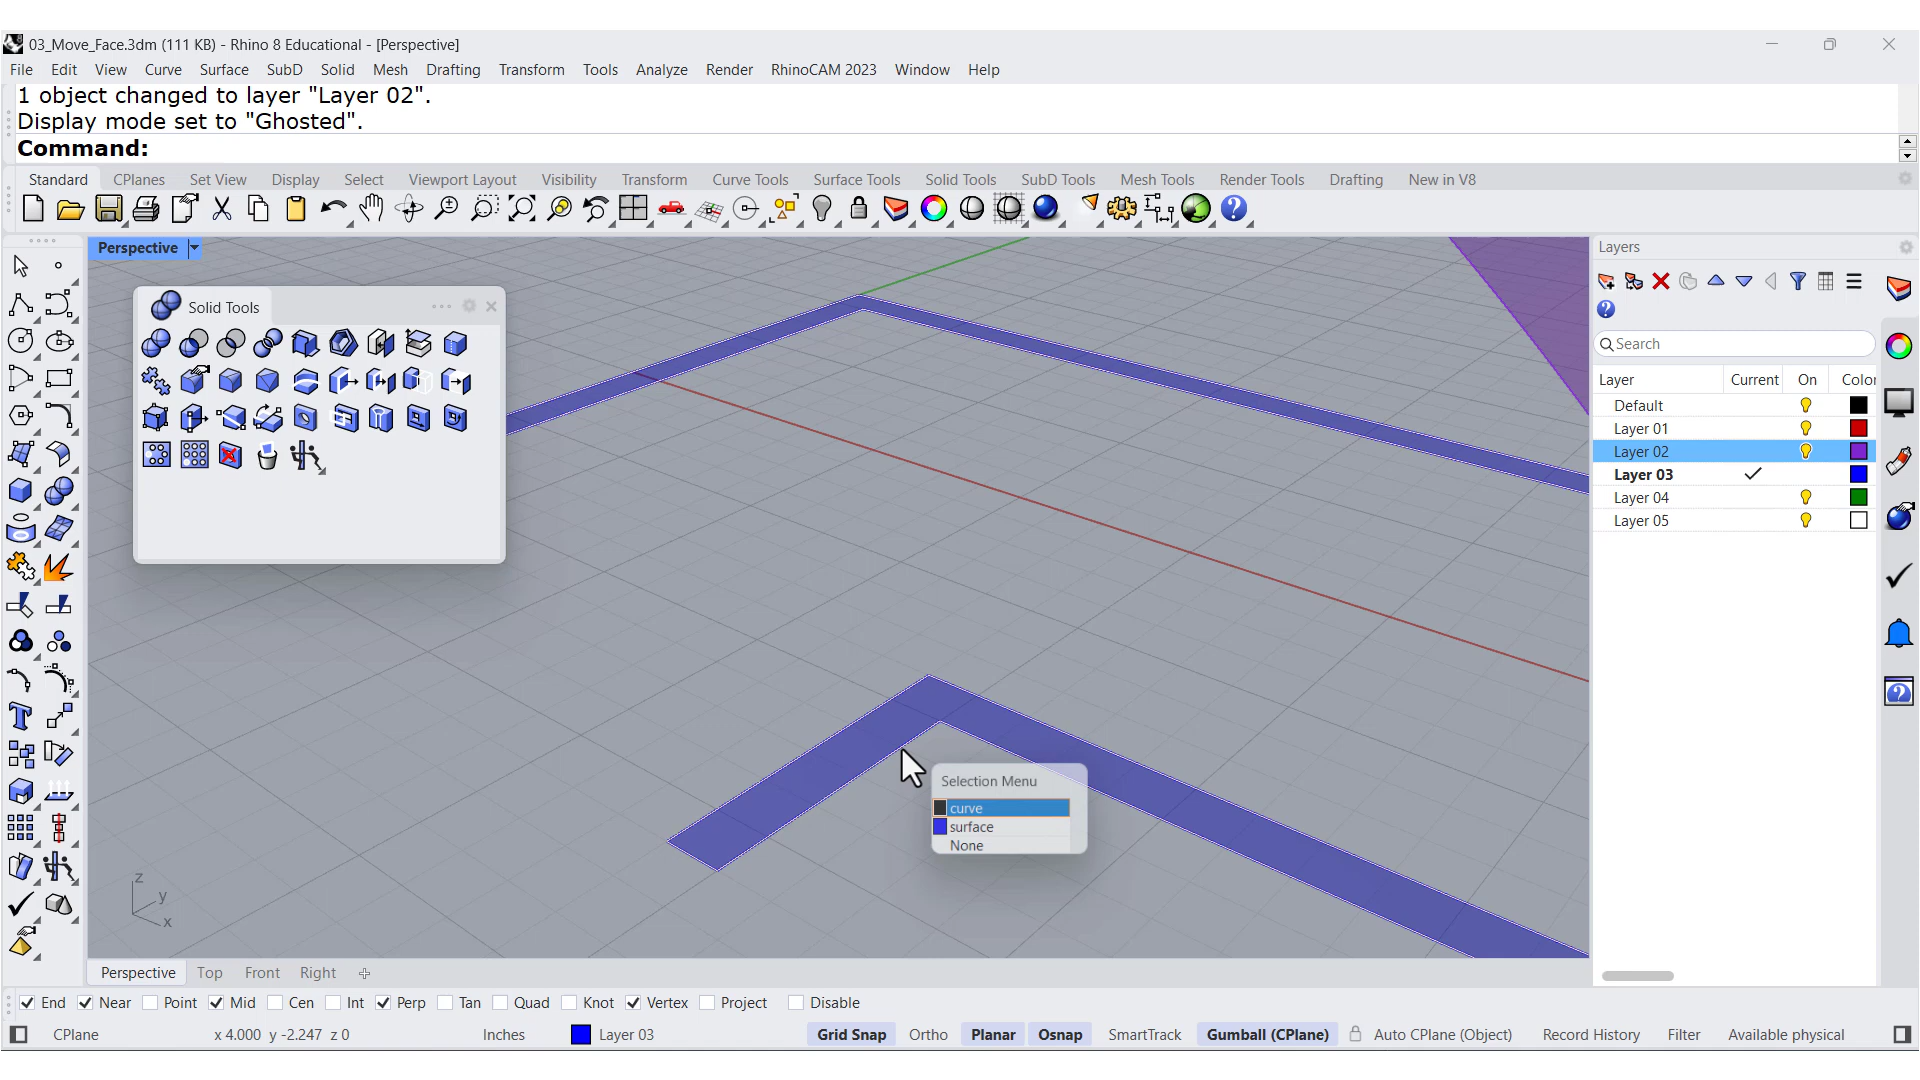 03_Move_Face.3dm (111 KB) - Rhino 8 Educational - [Perspective]
File Edit View Curve Surface SubD Solid Mesh Drafting Transform Tools Analyze Render RhinoCAM 2023 Window Help
1 object changed to layer "Layer 02".
Display mode set to "Ghosted".
Command:
Standard CPlanes Set View Display Select Viewport Layout Visibility Transform Curve Tools Surface Tools Solid Tools SubD Tools Mesh Tools Render Tools Drafting New in V8
Perspective
Layers
Solid Tools
Search
Layer Current On Color
Default
Layer 01
Layer 02
Layer 03
Layer 04
Layer 05
Selection Menu
curve
surface
None
z
y
x
Perspective Top Front Right
End Near Point Mid Cen Int Perp Tan Quad Knot Vertex Project Disable
CPlane x 4.000 y -2.247 z 0 Inches Layer 03 Grid Snap Ortho Planar Osnap SmartTrack Gumball (CPlane) Auto CPlane (Object) Record History Filter Available physical